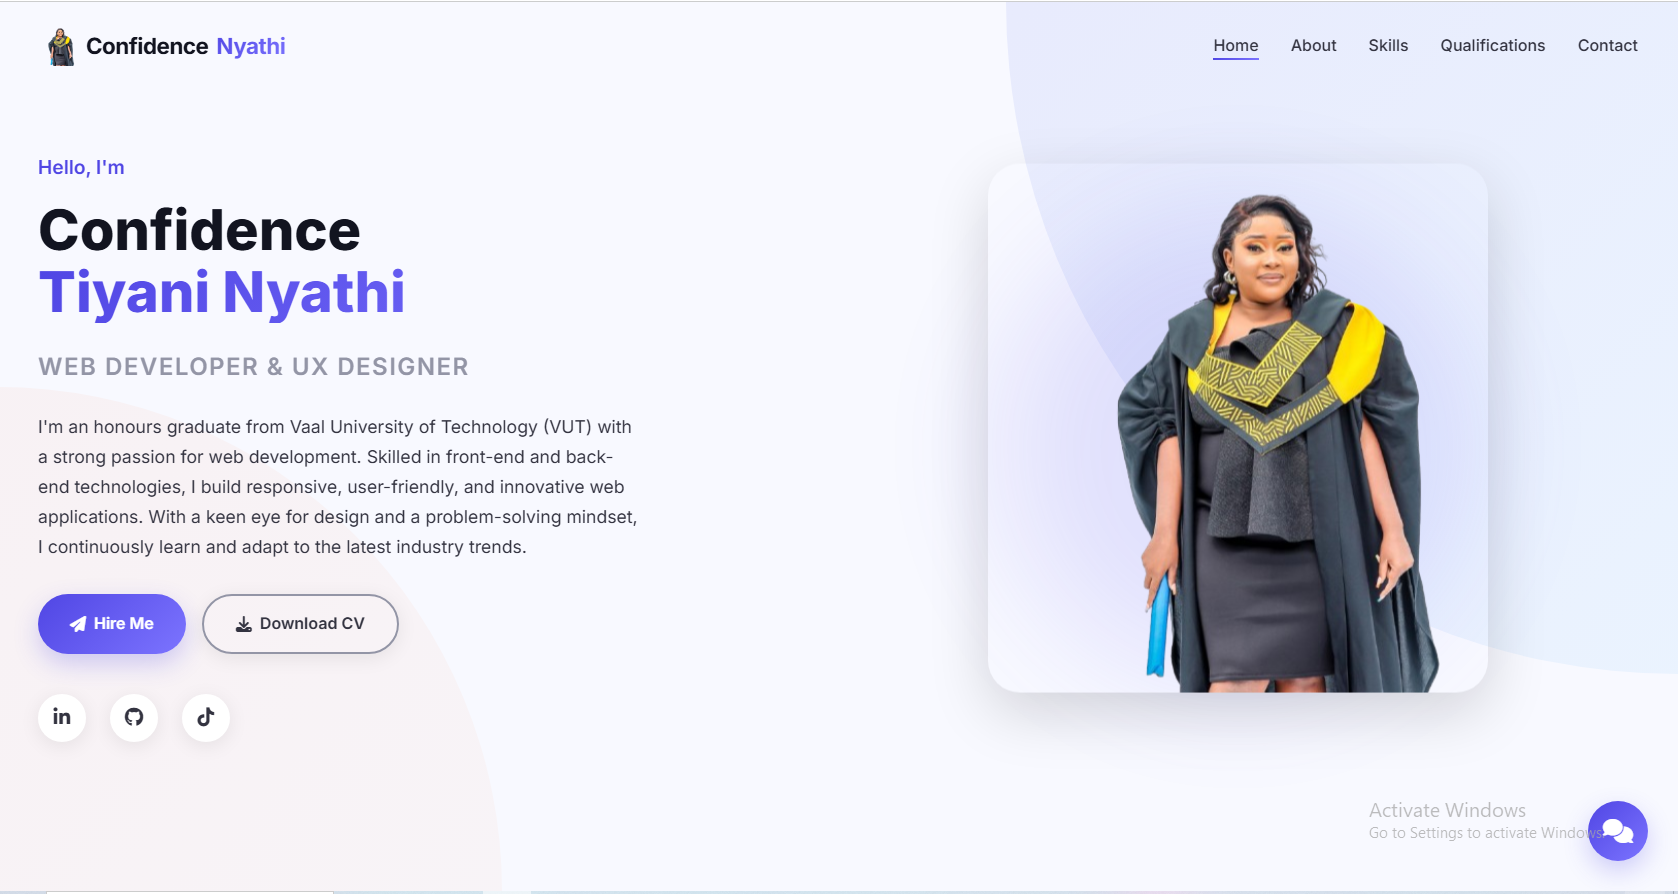 Confidence Nyathi
Home About Skills Qualifications Contact
Hello, I'm
Confidence
Tiyani Nyathi
WEB DEVELOPER & UX DESIGNER
I'm an honours graduate from Vaal University of Technology (VUT) with
a strong passion for web development. Skilled in front-end and back-
end technologies, I build responsive, user-friendly, and innovative web
applications. With a keen eye for design and a problem-solving mindset,
I continuously learn and adapt to the latest industry trends.
Hire Me
Download CV
in
Activate Windows
Go to Settings to activate Windows.